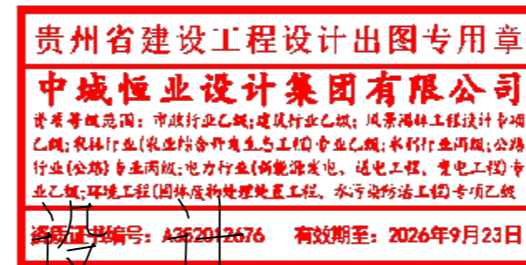 贵州省建设工程设计出图专用章
中城恒业设计集团有限公司
资质等级范围：市政行业乙级;建筑行业乙级；风景园林工程设计专项
乙级;农林行业(农业综合开发生态工程)专业乙级;水利行业丙级;公路
行业(公路)专业丙级;电力行业(新能源发电、送电工程、变电工程)专
业乙级;环境工程(固体废物处理处置工程、水污染防治工程)专项乙级
资质证书编号：A352012676 有效期至：2026年9月23日
设计